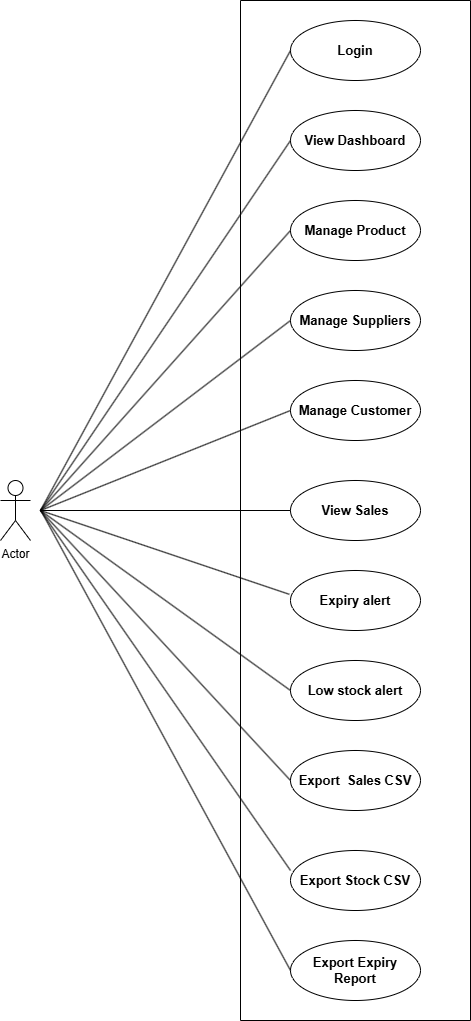 Login
View Dashboard
Manage Product
Manage Suppliers
Manage Customer
Actor
View Sales
Expiry alert
Low stock alert
Export  Sales CSV
Export Stock CSV
Export Expiry
Report